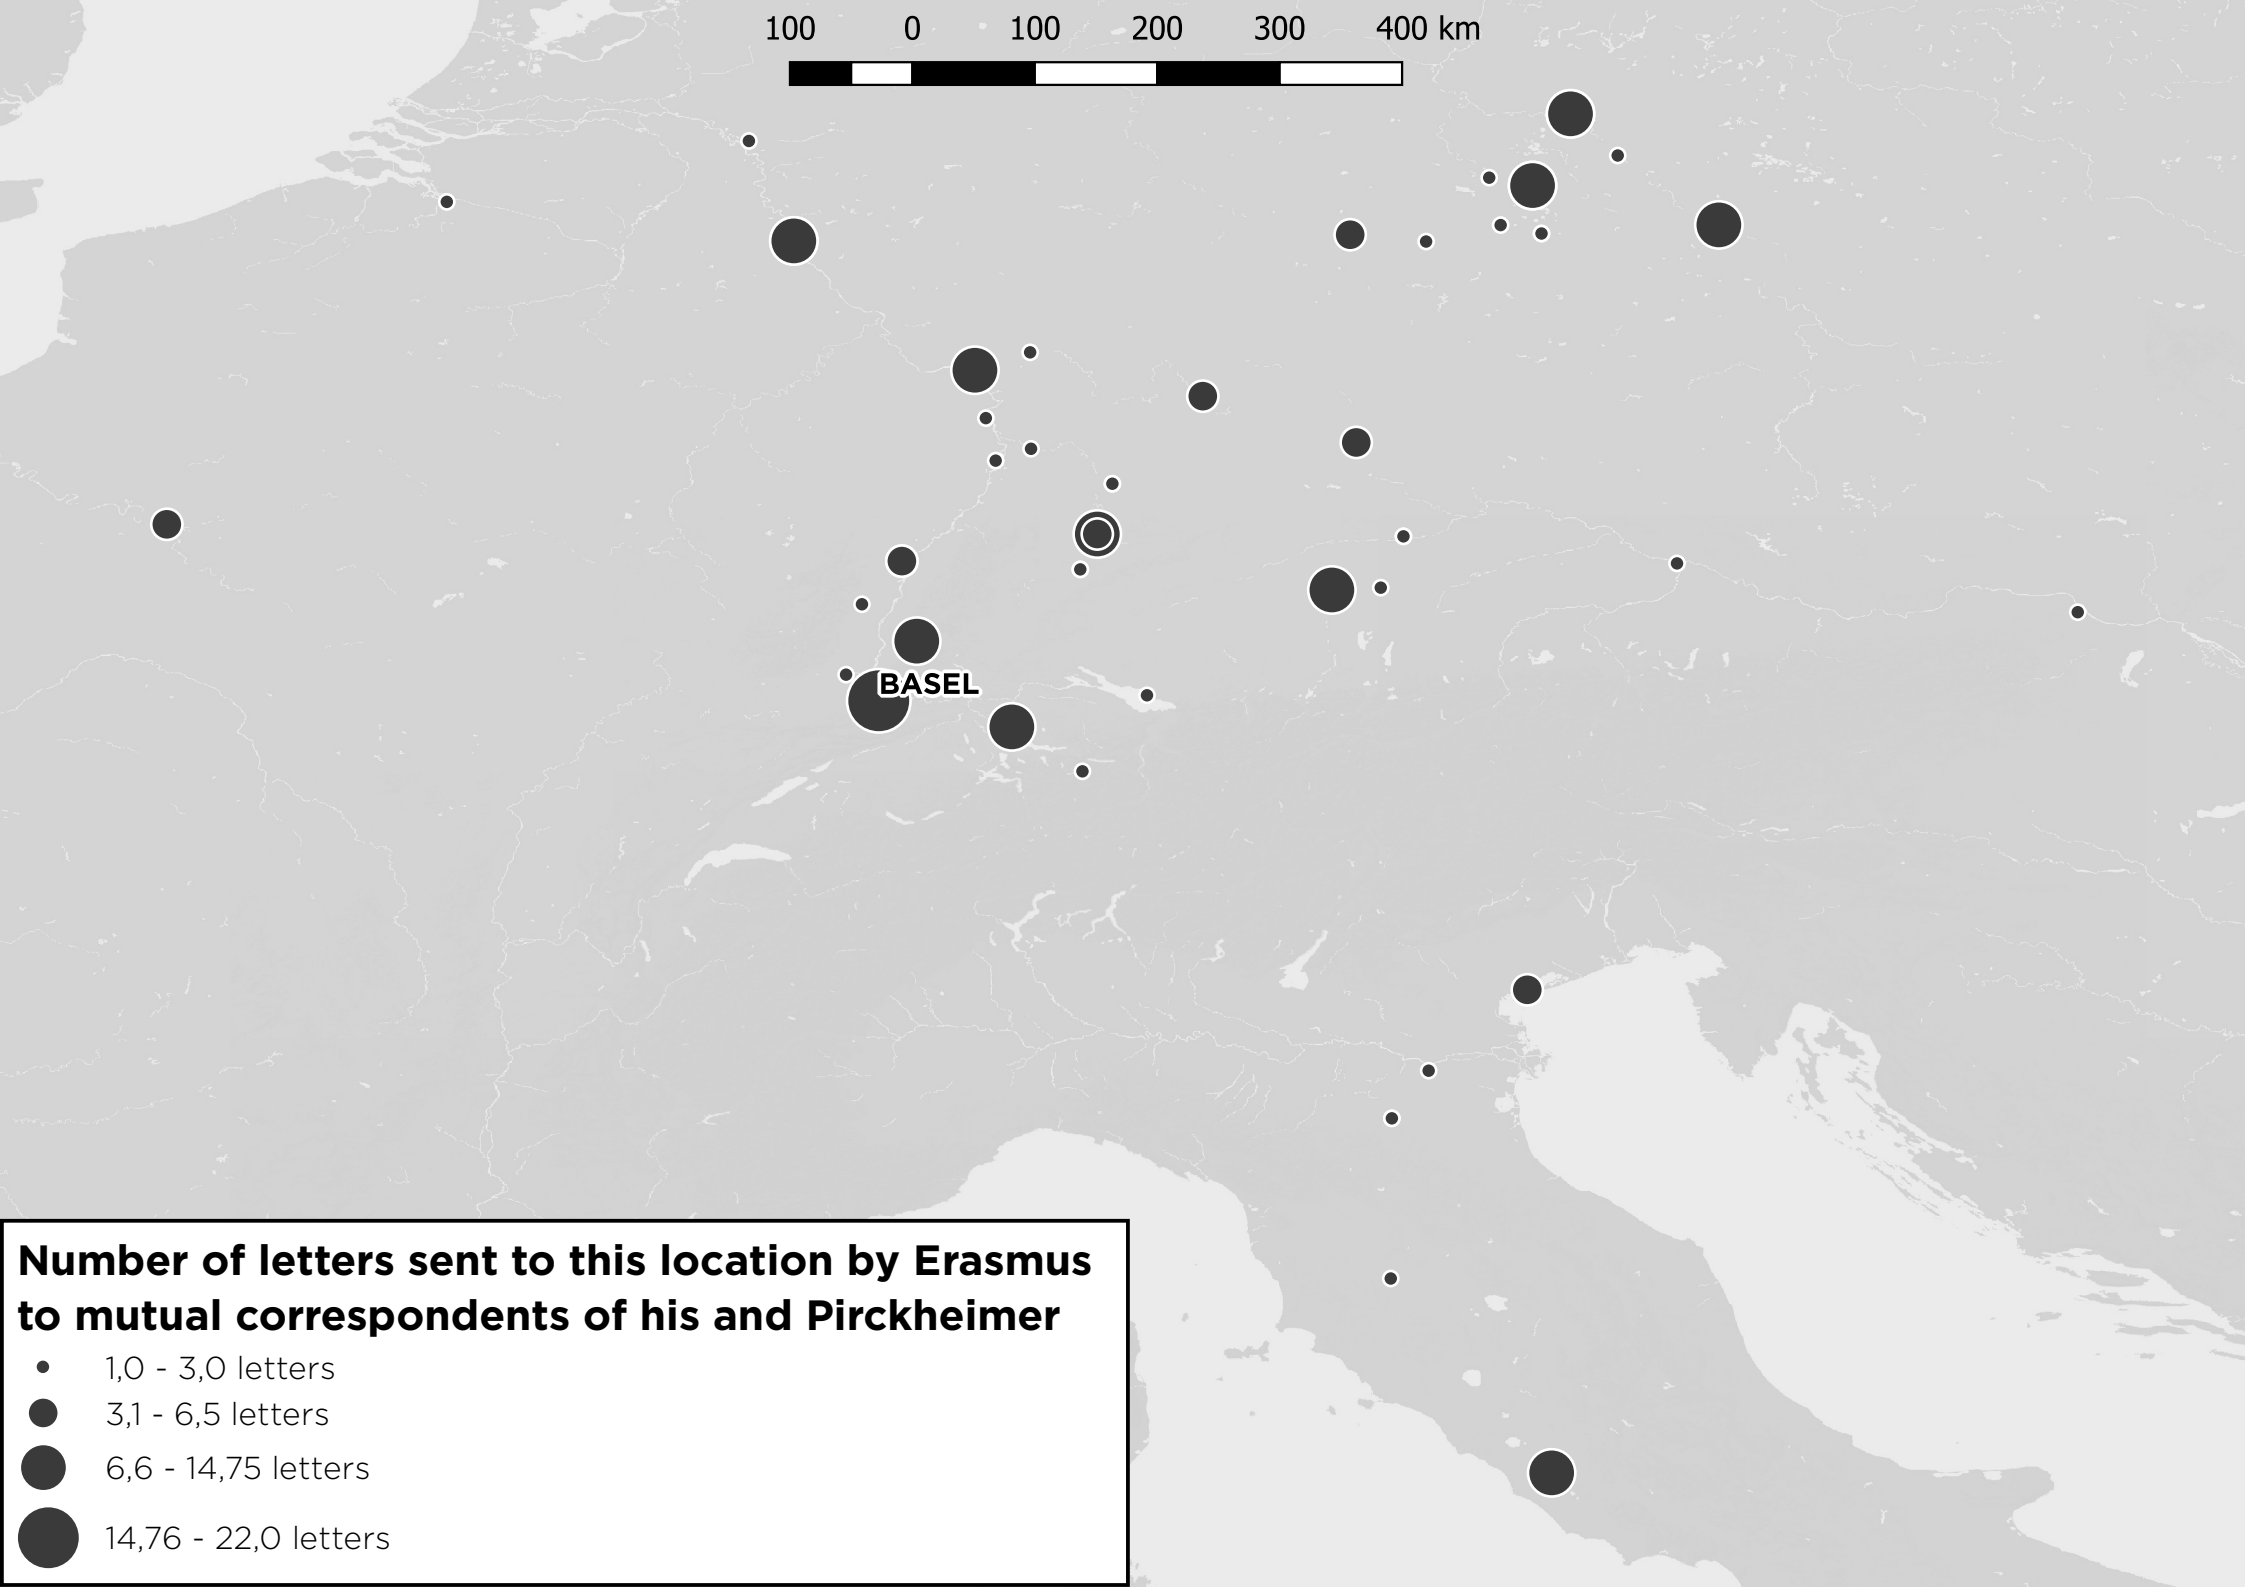 100 0 100 200 300 400 km
BASEL
Number of letters sent to this location by Erasmus
to mutual correspondents of his and Pirckheimer
1,0 - 3,0 letters
3,1 - 6,5 letters
6,6 - 14,75 letters
14,76 - 22,0 letters